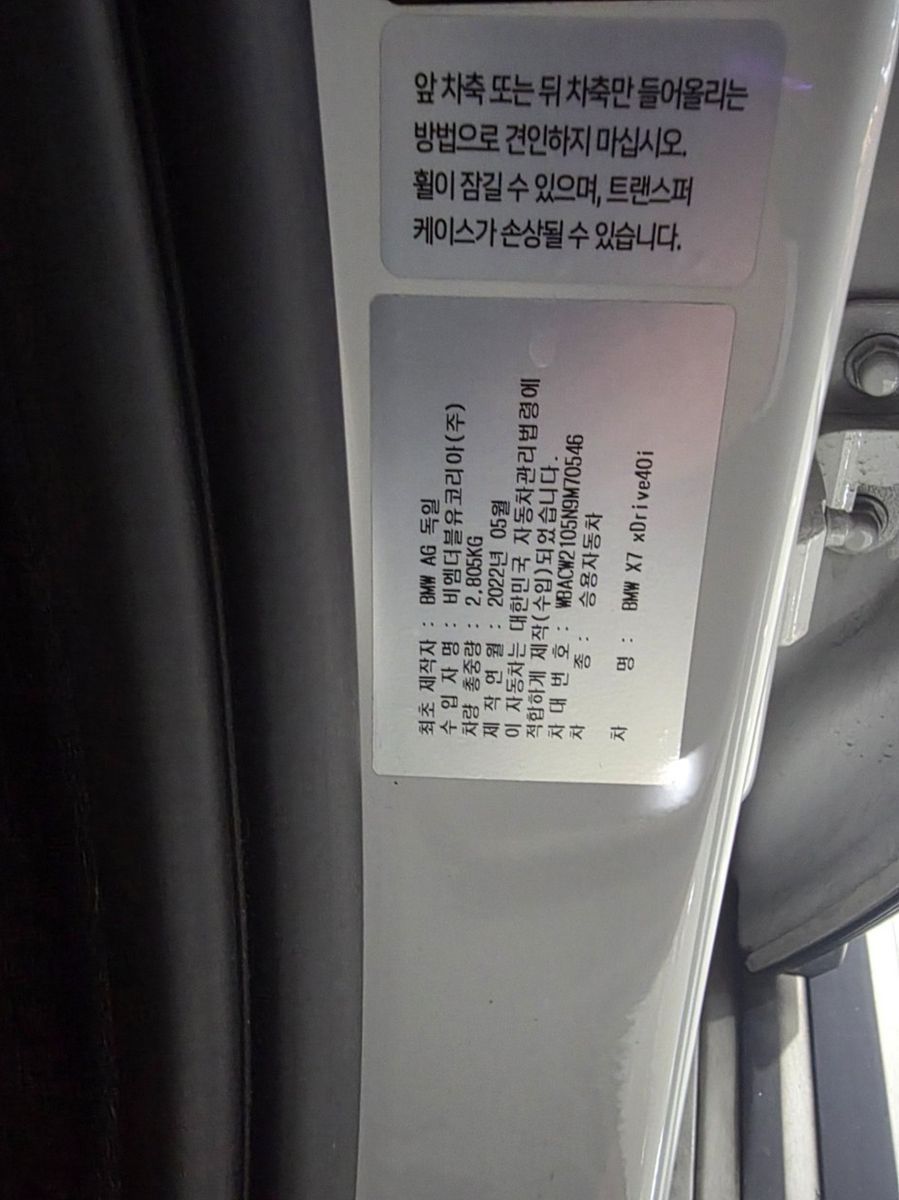 앞 차축 또는 뒤 차축만 들어올리는
방법으로 견인하지 마십시오.
휠이 잠길 수 있으며, 트랜스퍼
케이스가 손상될 수 있습니다.
최초 제작자 : BMW AG 독일
수 입 자 명 : 비엠더블유코리아(주)
차량 총중량 : 2,805KG
제 작 연 월 : 2022년 05월
이 자동차는 대한민국 자동차관리법령에
적합하게 제작(수입)되었습니다.
차 대 번 호 : WBACW2105N9M70546
차 종 : 승용자동차
차 명 : BMW X7 xDrive40i